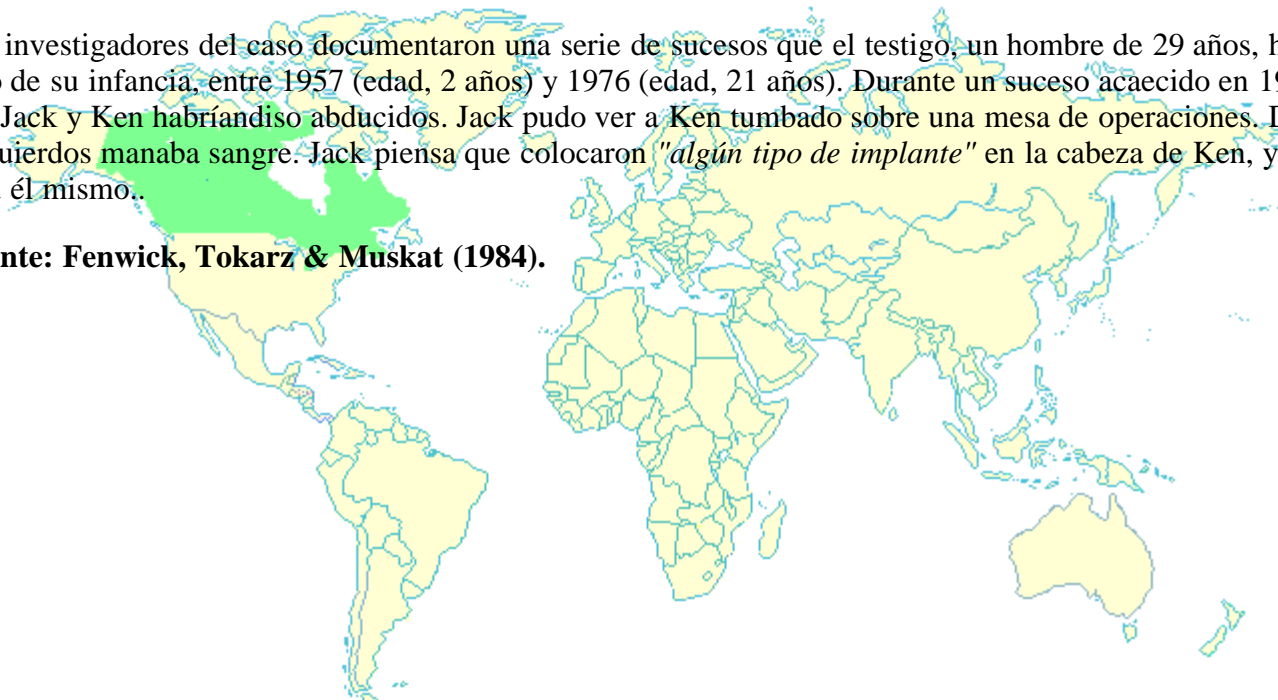 investigadores del caso documentaron una serie de sucesos que el testigo, un hombre de 29 años, h
de su infancia, entre 1957 (edad, 2 años) y 1976 (edad, 21 años). Durante un suceso acaecido en 19
Jack y Ken habríandiso abducidos. Jack pudo ver a Ken tumbado sobre una mesa de operaciones. D
uierdos manaba sangre. Jack piensa que colocaron "algún tipo de implante" en la cabeza de Ken, y
él mismo..
nte: Fenwick, Tokarz & Muskat (1984).